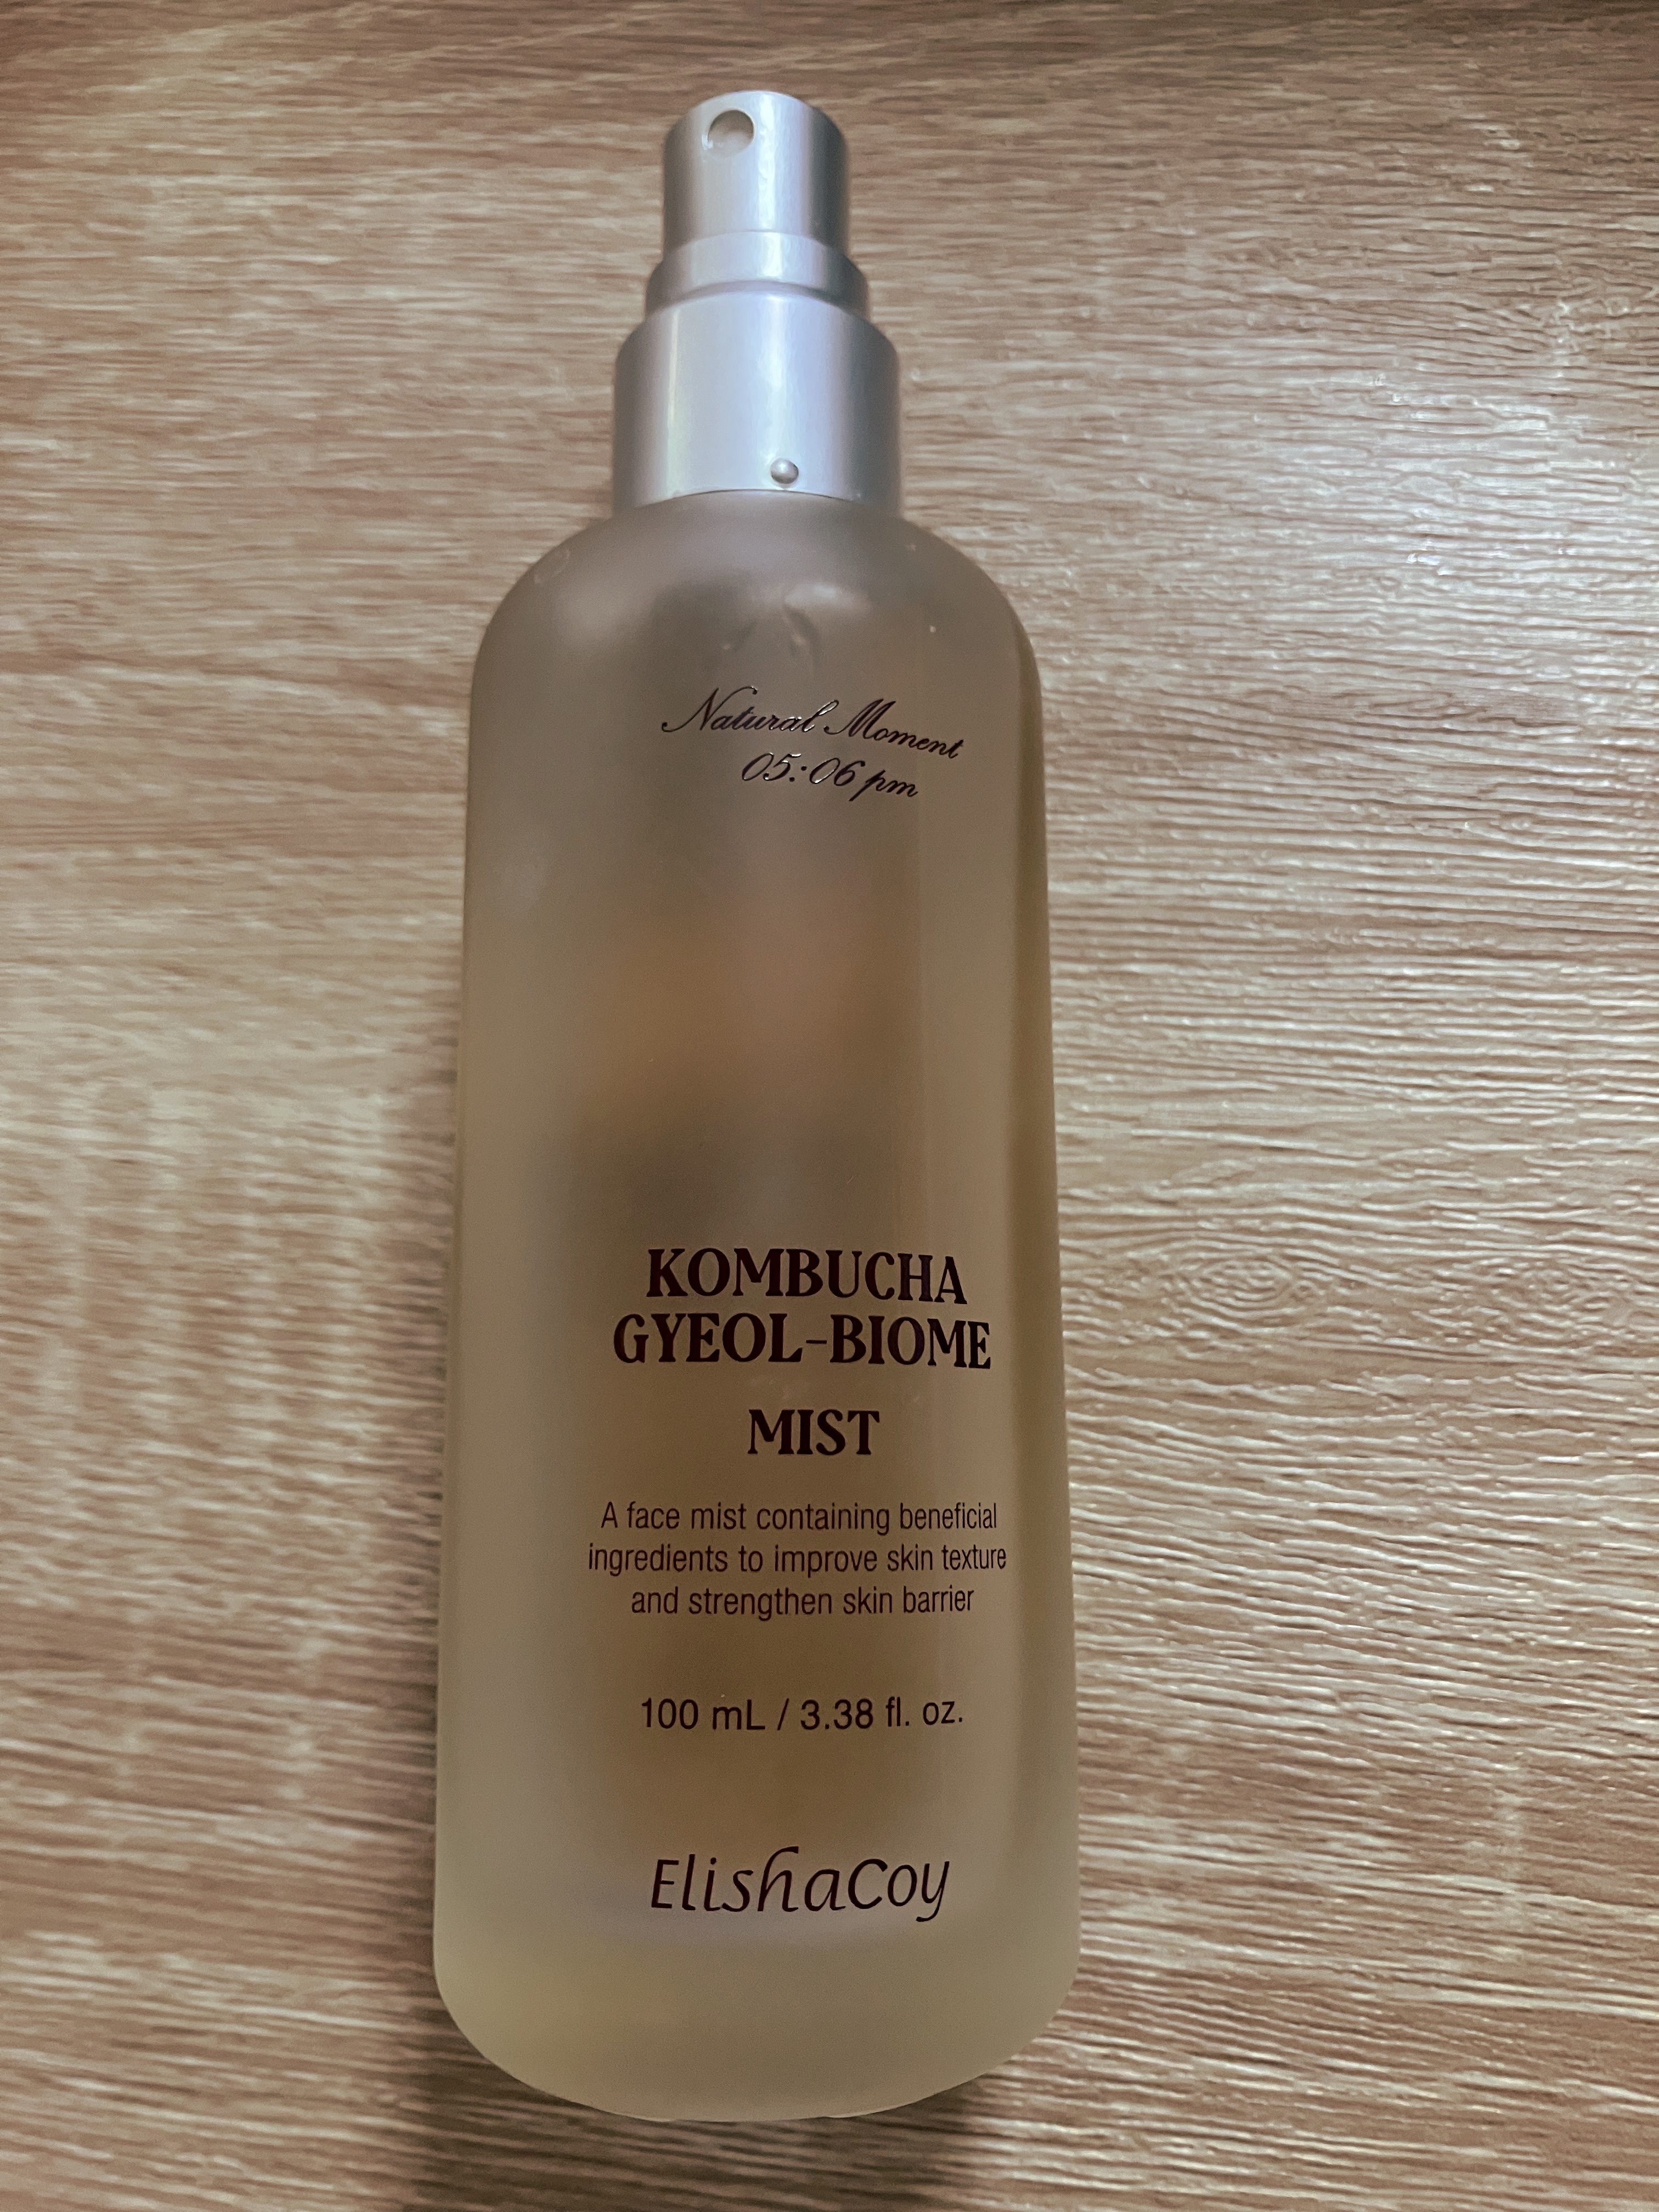 Natural Moment
05:06 pm
KOMBUCHA
GYEOL-BIOME
MIST
A face mist containing beneficial
ingredients to improve skin texture
and strengthen skin barrier
100 mL / 3.38 fl. oz.
ElishaCoy